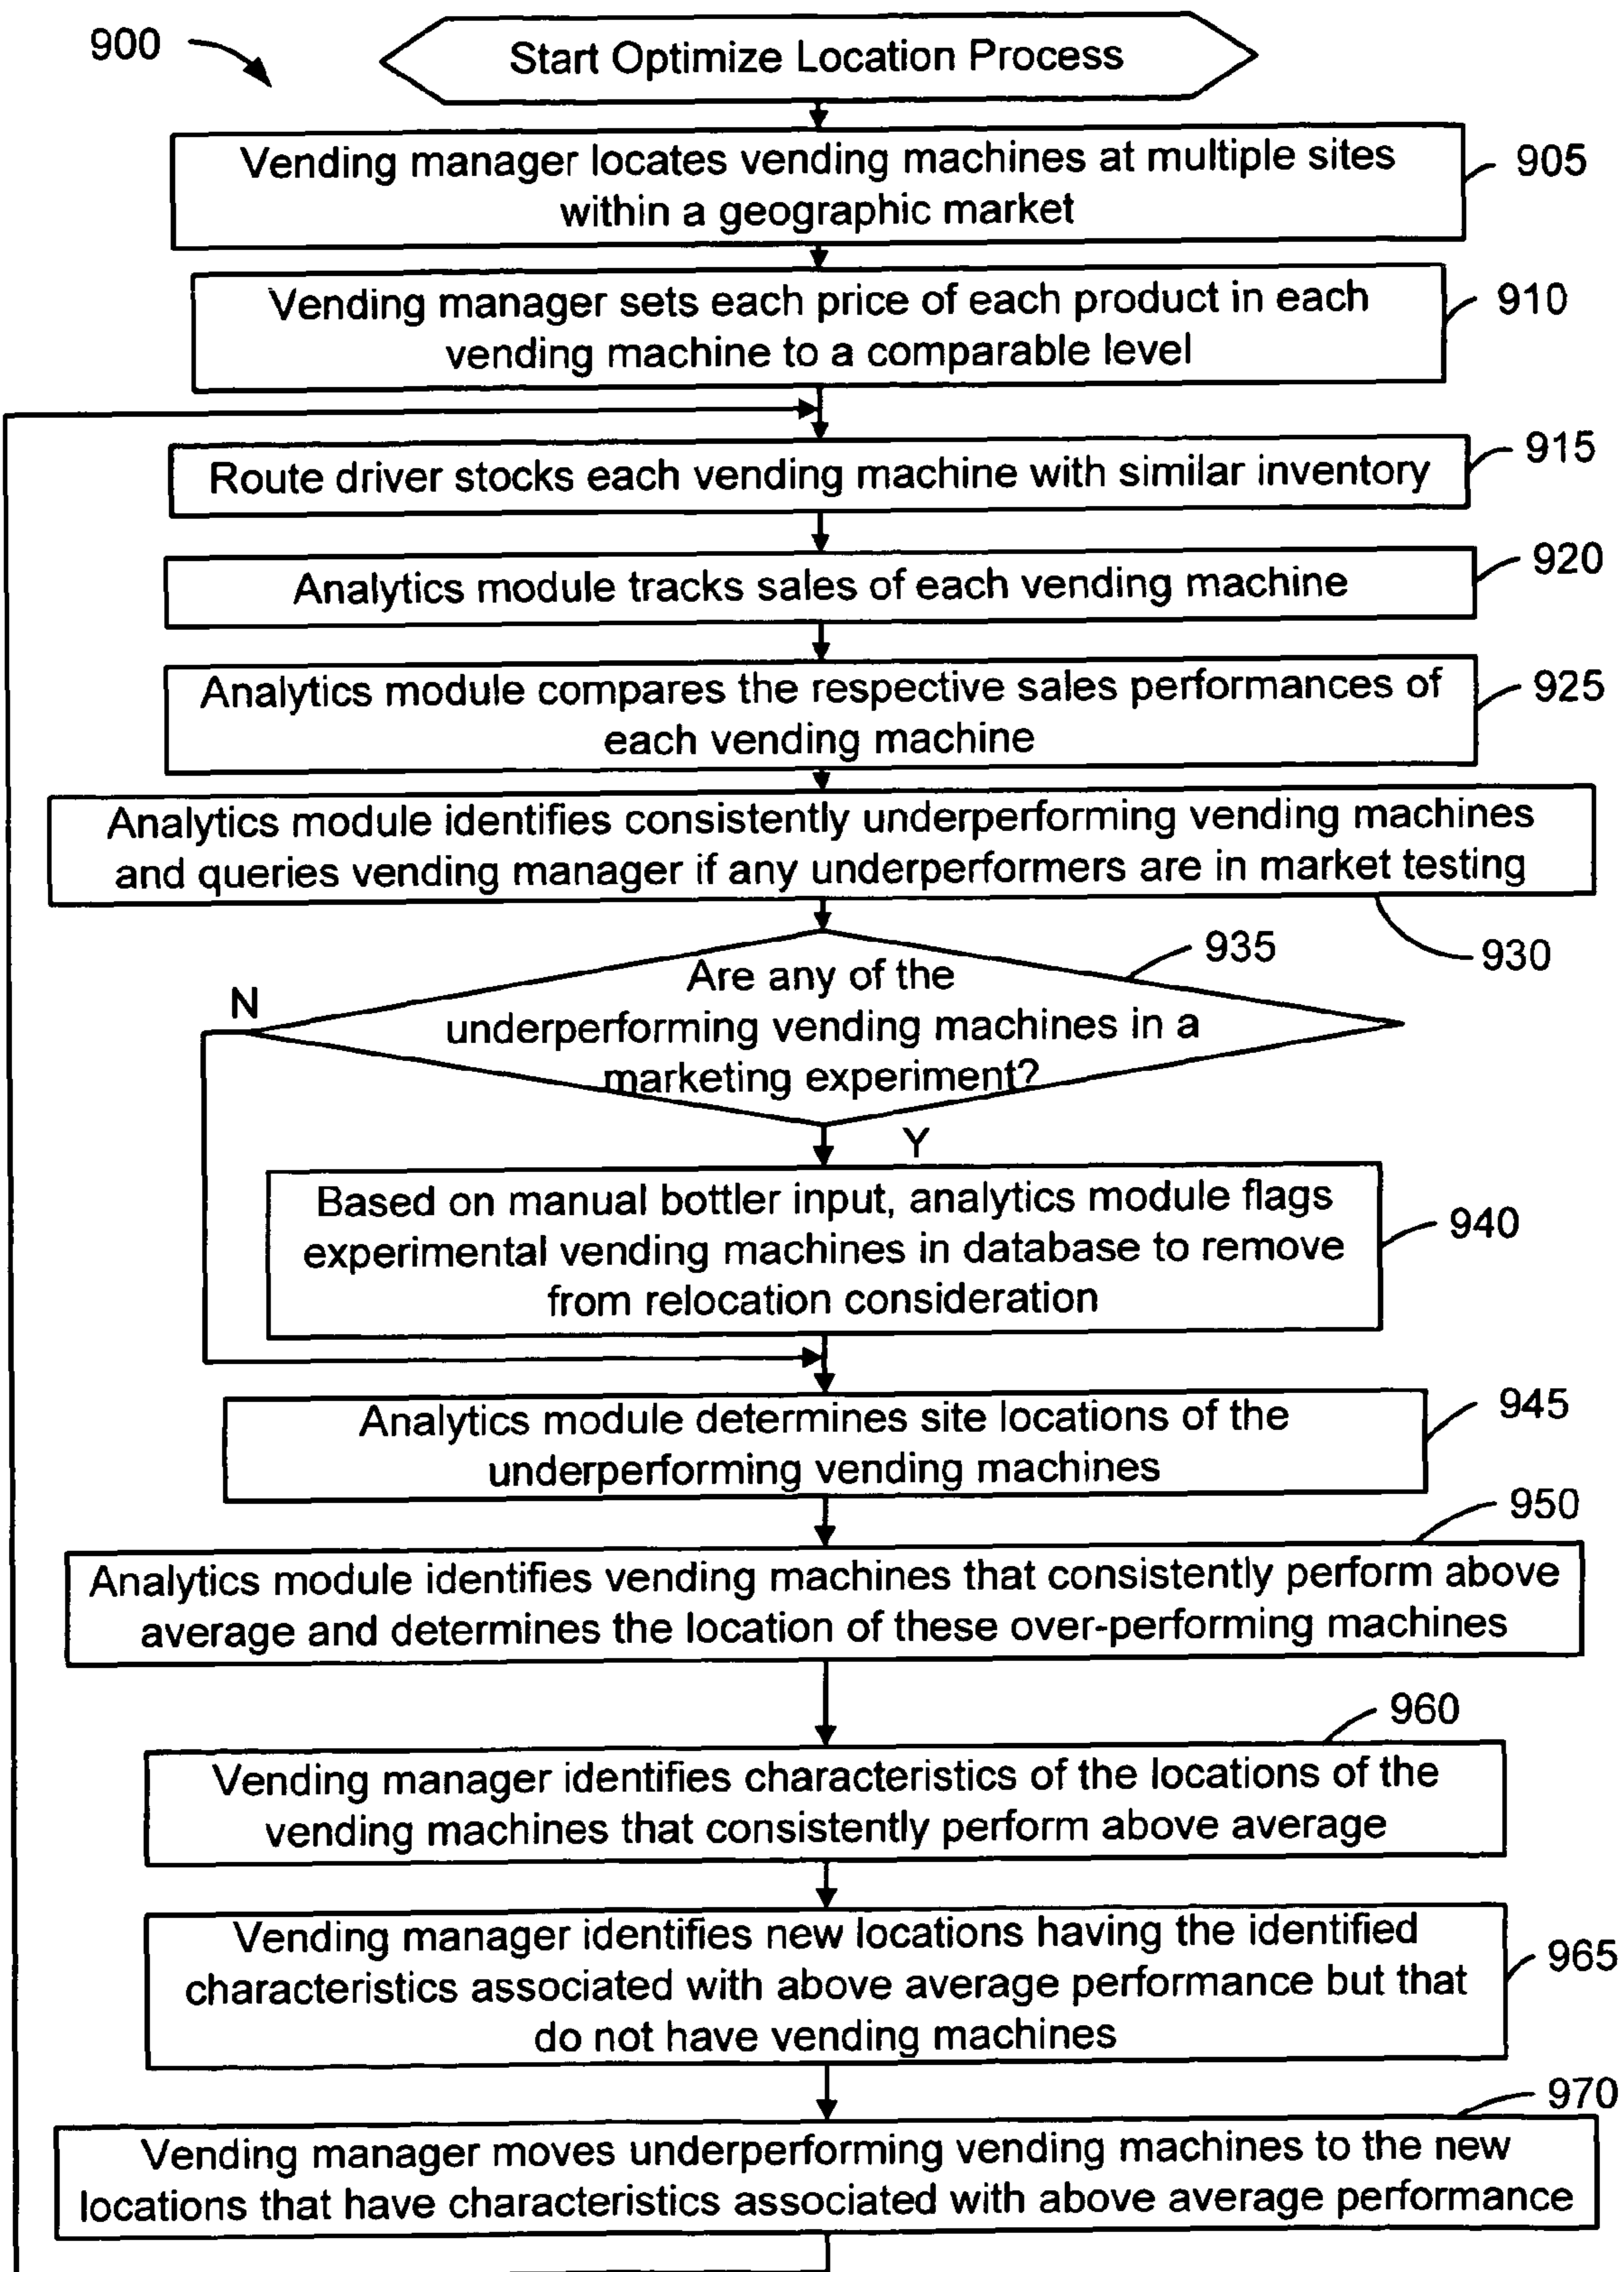 900
Start Optimize Location Process
Vending manager locates vending machines at multiple sites
within a geographic market
905
Vending manager sets each price of each product in each
vending machine to a comparable level
910
Route driver stocks each vending machine with similar inventory
915
Analytics module tracks sales of each vending machine
920
Analytics module compares the respective sales performances of
each vending machine
925
Analytics module identifies consistently underperforming vending machines
and queries vending manager if any underperformers are in market testing
930
Are any of the
underperforming vending machines in a
marketing experiment?
935
N
Y
Based on manual bottler input, analytics module flags
experimental vending machines in database to remove
from relocation consideration
940
Analytics module determines site locations of the
underperforming vending machines
945
950
Analytics module identifies vending machines that consistently perform above
average and determines the location of these over-performing machines
960
Vending manager identifies characteristics of the locations of the
vending machines that consistently perform above average
Vending manager identifies new locations having the identified
characteristics associated with above average performance but that
do not have vending machines
965
970
Vending manager moves underperforming vending machines to the new
locations that have characteristics associated with above average performance